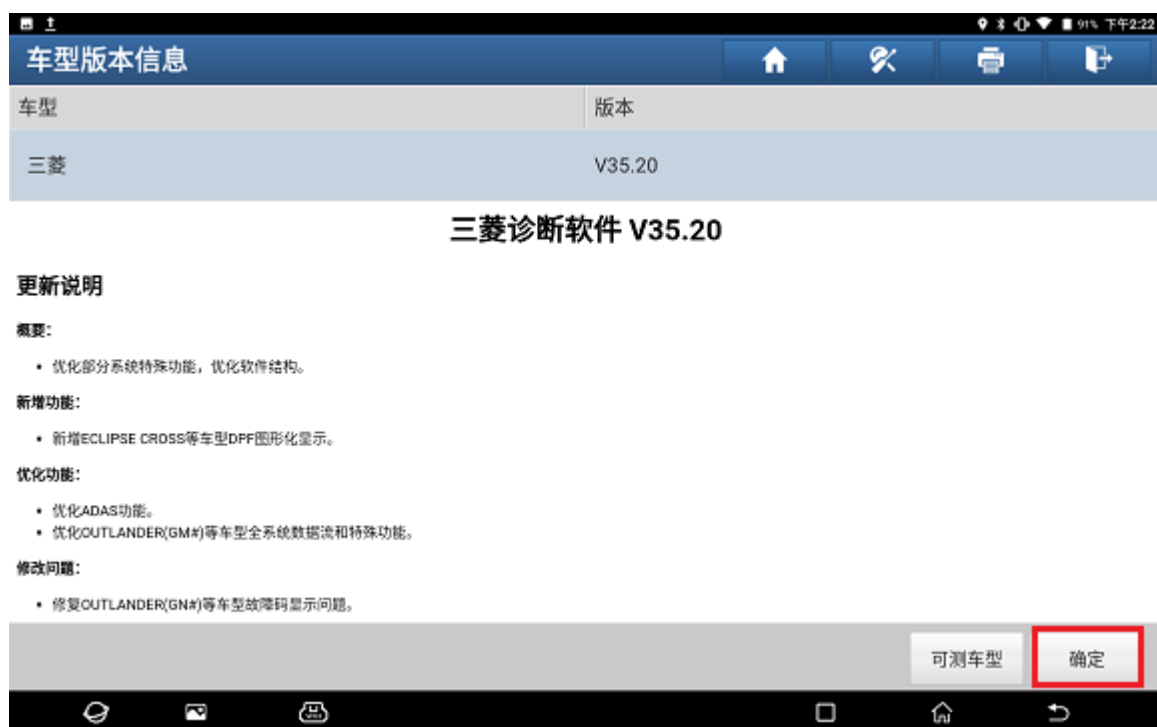 91% 下午2:22
车型版本信息
车型 版本
三菱 V35.20
三菱诊断软件 V35.20
更新说明
概要：
• 优化部分系统特殊功能，优化软件结构。
新增功能：
• 新增ECLIPSE CROSS等车型DPF图形化显示。
优化功能：
• 优化ADAS功能。
• 优化OUTLANDER(GM#)等车型全系统数据流和特殊功能。
修改问题：
• 修复OUTLANDER(GN#)等车型故障码显示问题。
可测车型 确定